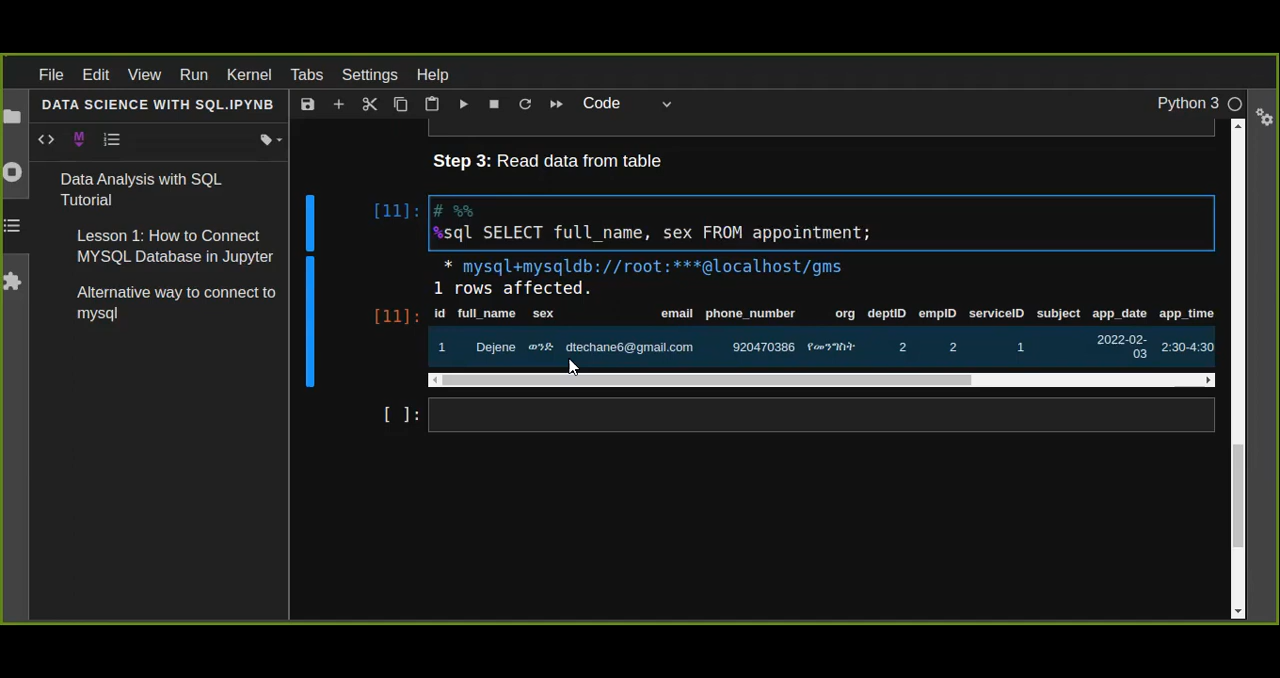 File Edit View Run Kernel Tabs Settings Help
DATA SCIENCE WITH SQL.IPYNB
Code
Python 3
Data Analysis with SQL
Tutorial
Lesson 1: How to Connect
MYSQL Database in Jupyter
Alternative way to connect to
mysql
Step 3: Read data from table
[11]: # %%
%sql SELECT full_name, sex FROM appointment;
* mysql+mysqldb://root:***@localhost/gms
1 rows affected.
[11]: id full_name sex email phone_number org deptID empID serviceID subject app_date app_time
1 Dejene ወንድ dtechane6@gmail.com 920470386 የመንግስት 2 2 1 2022-02-03 2:30-4:30
[ ]: